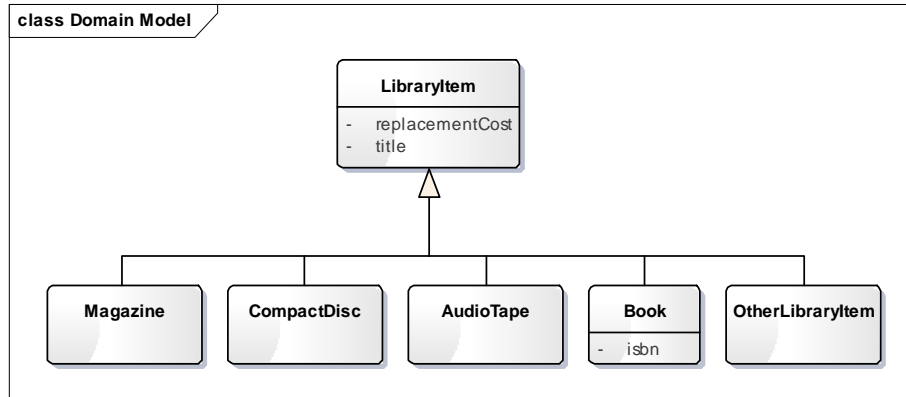 class Domain Model
LibraryItem
- replacementCost
- title
Magazine
CompactDisc
AudioTape
Book
OtherLibraryItem
- isbn